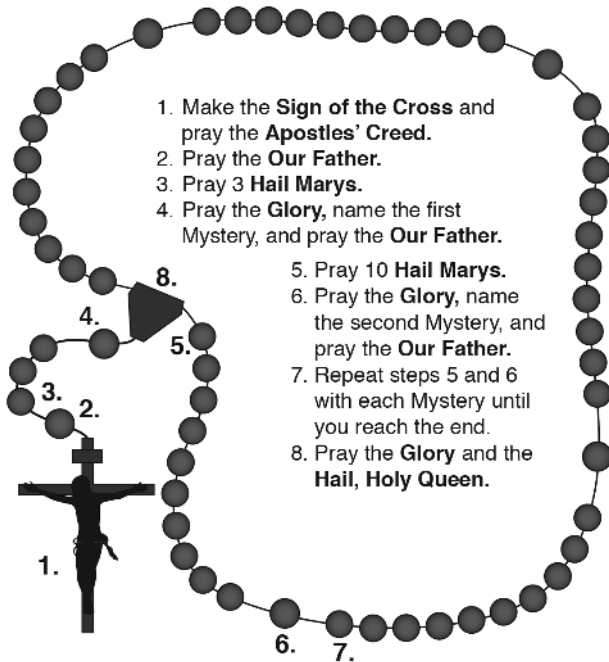 1. Make the Sign of the Cross and
pray the Apostles' Creed.
2. Pray the Our Father.
3. Pray 3 Hail Marys.
4. Pray the Glory, name the first
Mystery, and pray the Our Father.
5. Pray 10 Hail Marys.
6. Pray the Glory, name
the second Mystery, and
pray the Our Father.
7. Repeat steps 5 and 6
with each Mystery until
you reach the end.
8. Pray the Glory and the
Hail, Holy Queen.
8.
4.
5.
3.
2.
1.
6.
7.